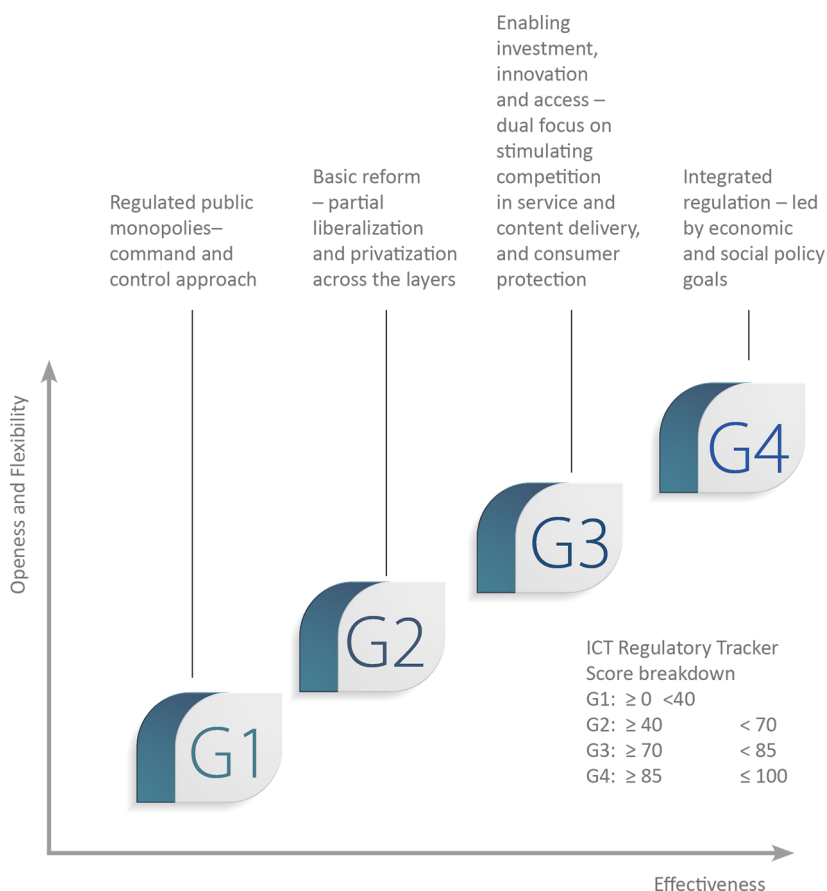 Regulated public
monopolies–
command and
control approach
Basic reform
– partial
liberalization
and privatization
across the layers
Enabling
investment,
innovation
and access –
dual focus on
stimulating
competition
in service and
content delivery,
and consumer
protection
Integrated
regulation – led
by economic
and social policy
goals
Openess and Flexibility
G4
G3
G2
G1
ICT Regulatory Tracker
Score breakdown
G1: ≥ 0 <40
G2: ≥ 40 < 70
G3: ≥ 70 < 85
G4: ≥ 85 ≤ 100
Effectiveness